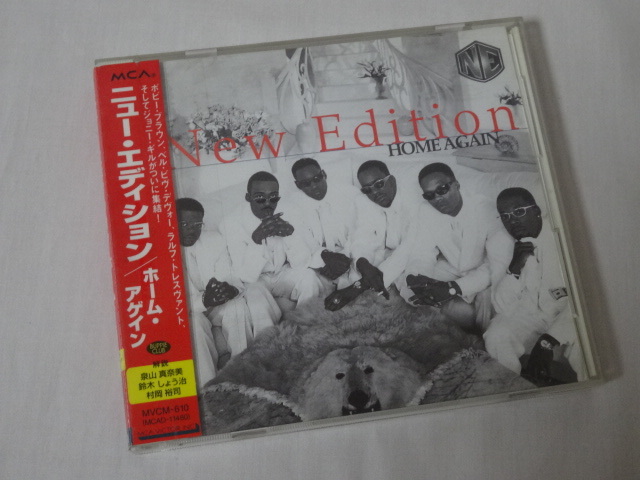 MCA
ボビー・ブラウン、ベル・ビヴ・デヴォー、ラルフ・トレスヴァント、
そしてジョニー・ギルがついに集結!
ニュー・エディション/ホーム・
アゲイン
解説
泉山 真奈美
鈴木 しょう治
村岡 裕司
MVCM-610
New Edition
HOME AGAIN
NE